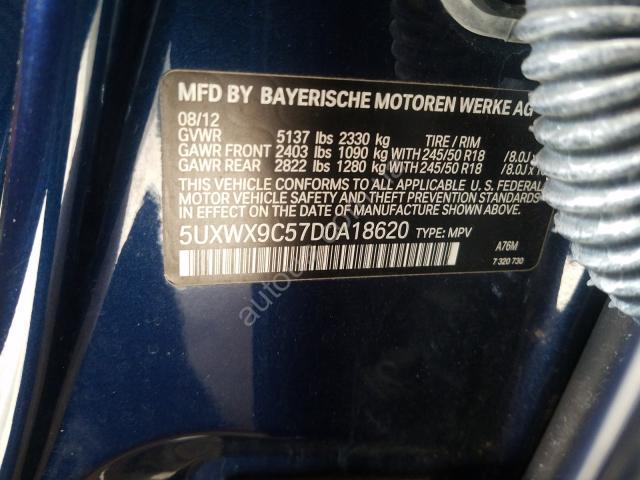 MFD BY BAYERISCHE MOTOREN WERKE AG
08/12
GVWR 5137 lbs 2330 kg TIRE / RIM
GAWR FRONT 2403 lbs 1090 kg WITH 245/50 R18 /8.0J
GAWR REAR 2822 lbs 1280 kg WITH 245/50 R18 /8.0J x
THIS VEHICLE CONFORMS TO ALL APPLICABLE U. S. FEDERAL
MOTOR VEHICLE SAFETY AND THEFT PREVENTION STANDARDS
IN EFFECT ON THE DATE OF MANUFACTURE SHOWN ABOVE.
5UXWX9C57D0A18620 TYPE: MPV
A76M
7 320 730